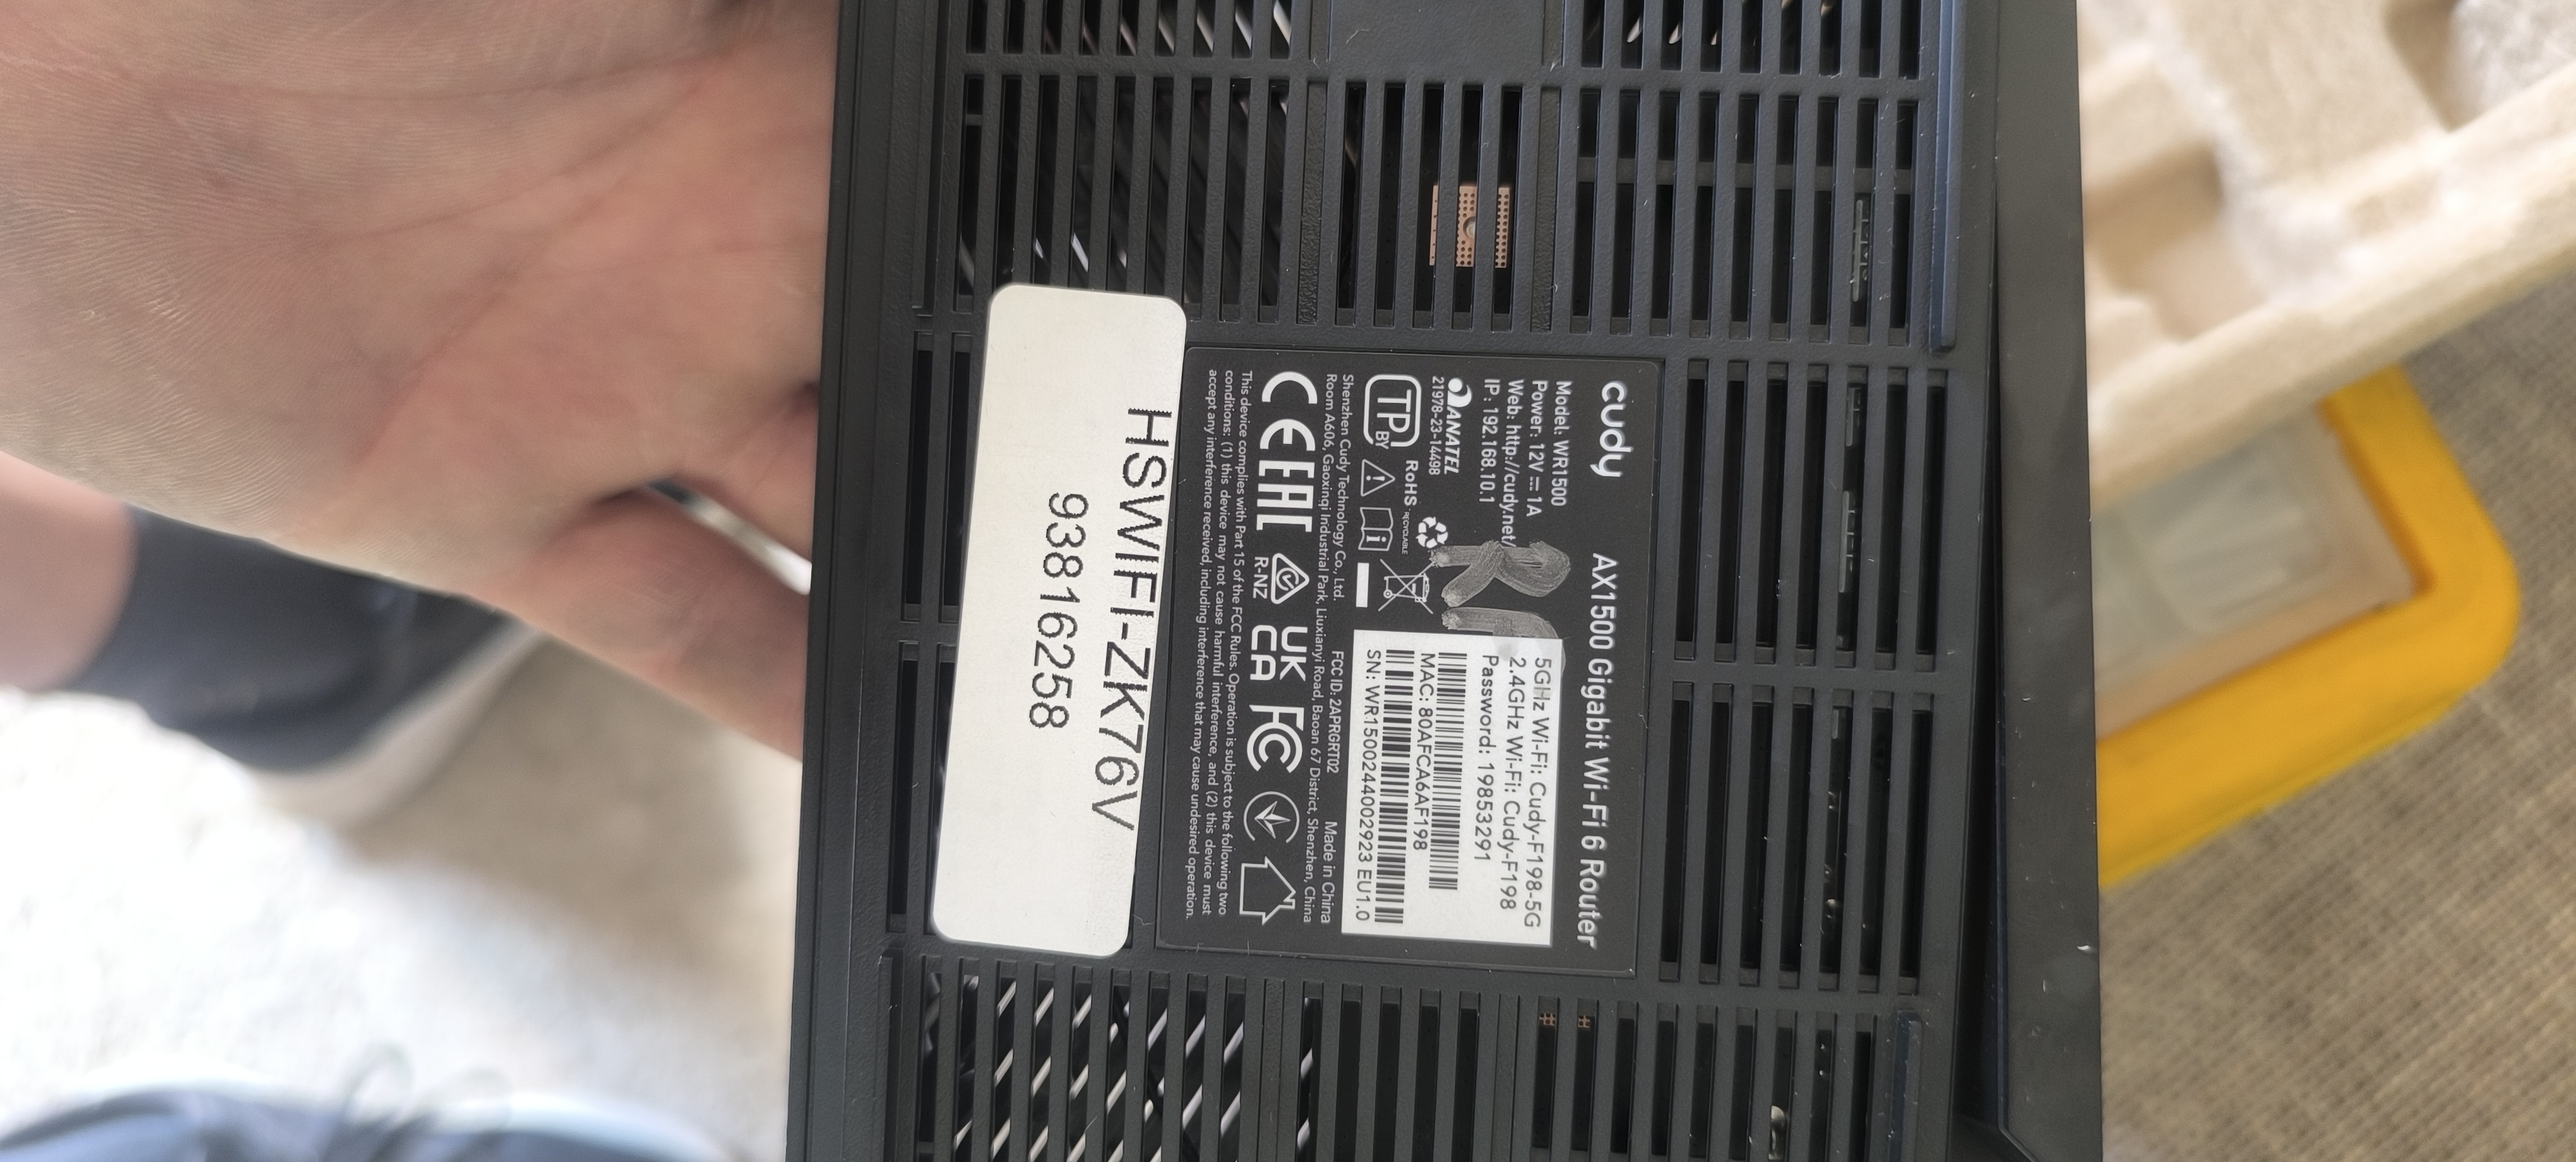 cudy
AX1500 Gigabit Wi-Fi 6 Router
Model: WR1500
Power: 12V ⎓ 1A
Web: http://cudy.net/
IP: 192.168.10.1
5GHz Wi-Fi: Cudy-F198-5G
2.4GHz Wi-Fi: Cudy-F198
Password: 19853291
MAC: 80AFCA6AF198
SN: WR1500244002923 EU1.0
ANATEL
21978-23-14498
TP
BY
RoHS
RECYCLABLE
Shenzhen Cudy Technology Co., Ltd.
FCC ID: 2APRGRT02
Made in China
Room A606, Gaoxinqi Industrial Park, Liuxianyi Road, Baoan 67 District, Shenzhen, China
CE EAC R-NZ UK CA FC
This device complies with Part 15 of the FCC Rules. Operation is subject to the following two
conditions: (1) this device may not cause harmful interference, and (2) this device must
accept any interference received, including interference that may cause undesired operation.
HSWIFI-ZK76V
93816258